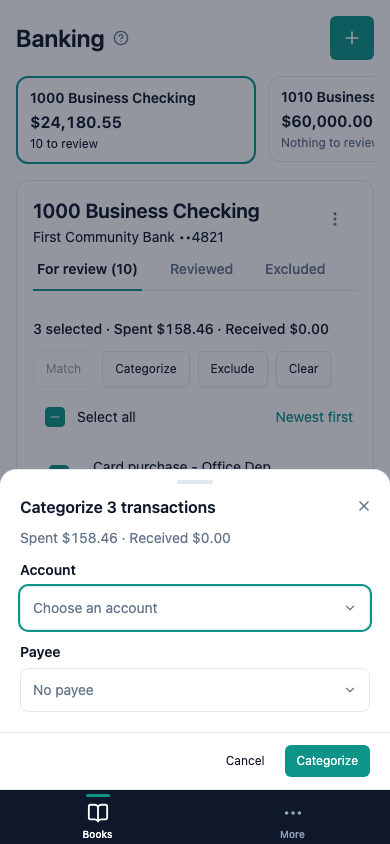 Banking
1000 Business Checking
$24,180.55
10 to review
1010 Business
$60,000.00
Nothing to review
1000 Business Checking
First Community Bank ••4821
For review (10)
Reviewed
Excluded
3 selected · Spent $158.46 · Received $0.00
Match
Categorize
Exclude
Clear
Select all
Newest first
Card purchase - Office Dep
Categorize 3 transactions
Spent $158.46 · Received $0.00
Account
Choose an account
Payee
No payee
Cancel
Categorize
Books
More